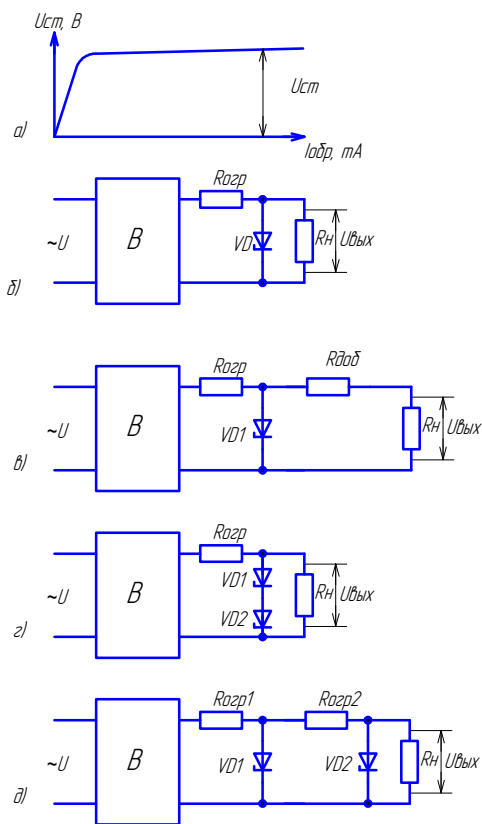 Uст, В
Uст
а)
Iобр, mA
Rогр
~U
В
VD
Rн
Uвых
б)
Rогр
Rдоб
~U
В
VD1
Rн
Uвых
в)
Rогр
~U
В
VD1
VD2
Rн
Uвых
г)
Rогр1
Rогр2
~U
В
VD1
VD2
Rн
Uвых
д)